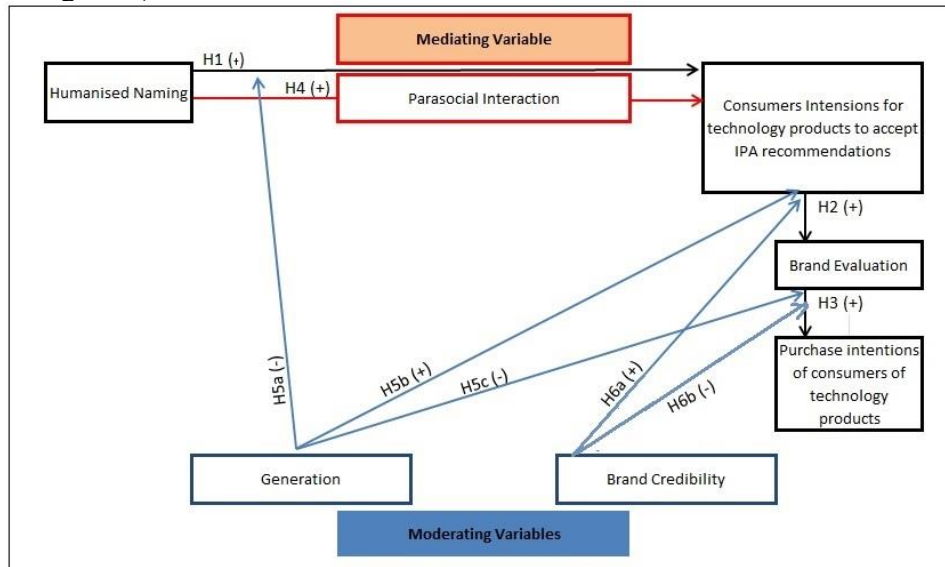 Mediating Variable
H1 (+)
Humanised Naming
H4 (+)
Parasocial Interaction
Consumers Intensions for
technology products to accept
IPA recommendations
H2 (+)
Brand Evaluation
H3 (+)
Purchase intentions
of consumers of
technology
products
H5a (-)
H5b (+)
H5c (-)
H6a (+)
H6b (-)
Generation
Brand Credibility
Moderating Variables